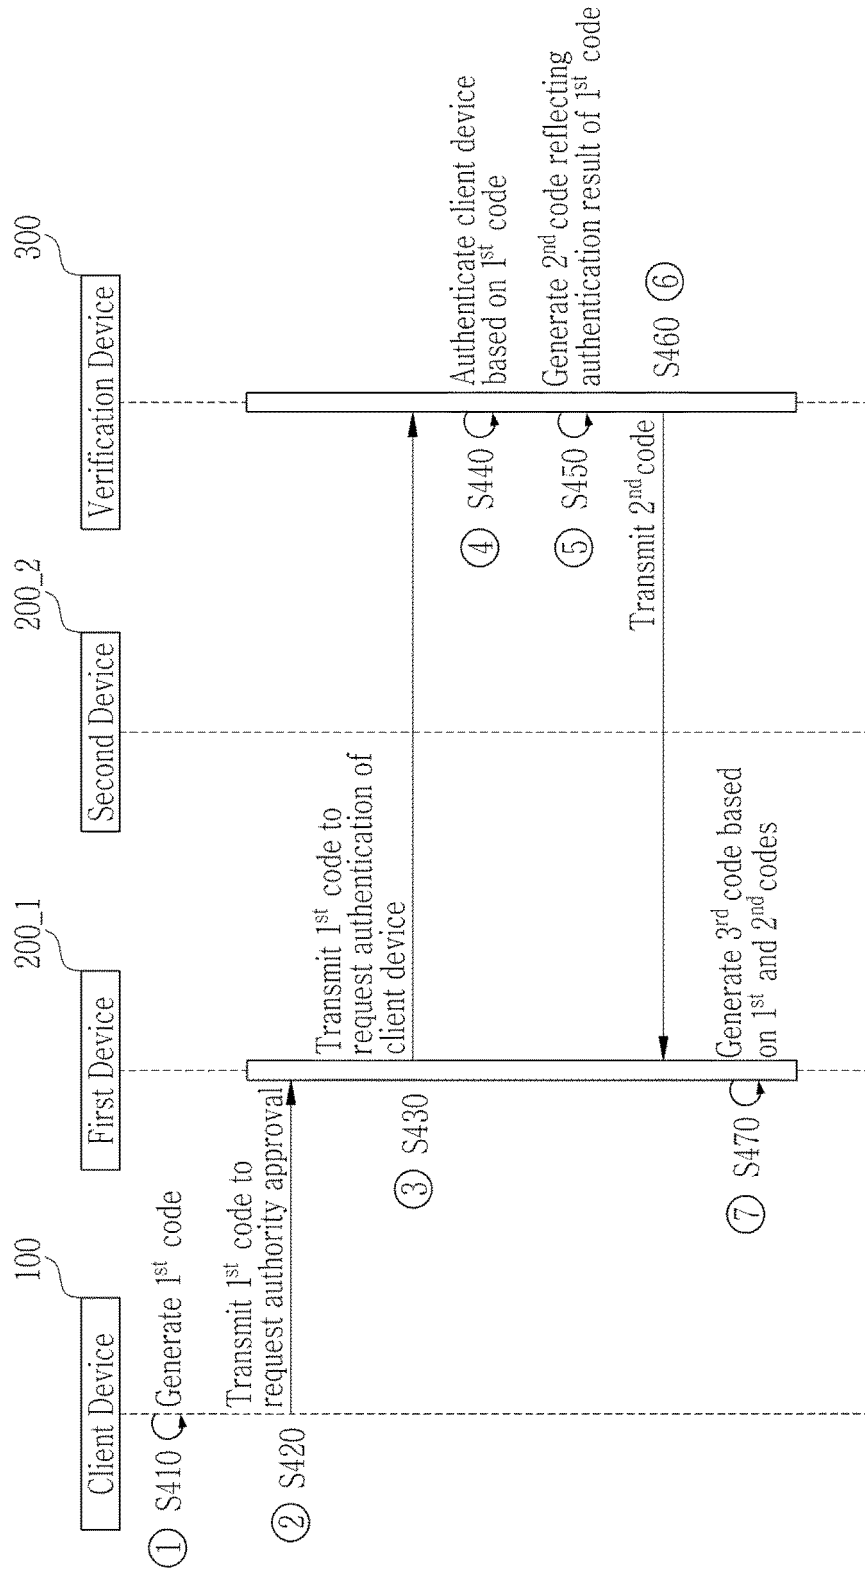 100
200_1
200_2
300
Client Device
First Device
Second Device
Verification Device
① S410
Generate 1st code
Transmit 1st code to
request authority approval
② S420
Transmit 1st code to
request authentication of
client device
③ S430
Authenticate client device
based on 1st code
④ S440
Generate 2nd code reflecting
authentication result of 1st code
⑤ S450
Transmit 2nd code
S460 ⑥
Generate 3rd code based
on 1st and 2nd codes
⑦ S470